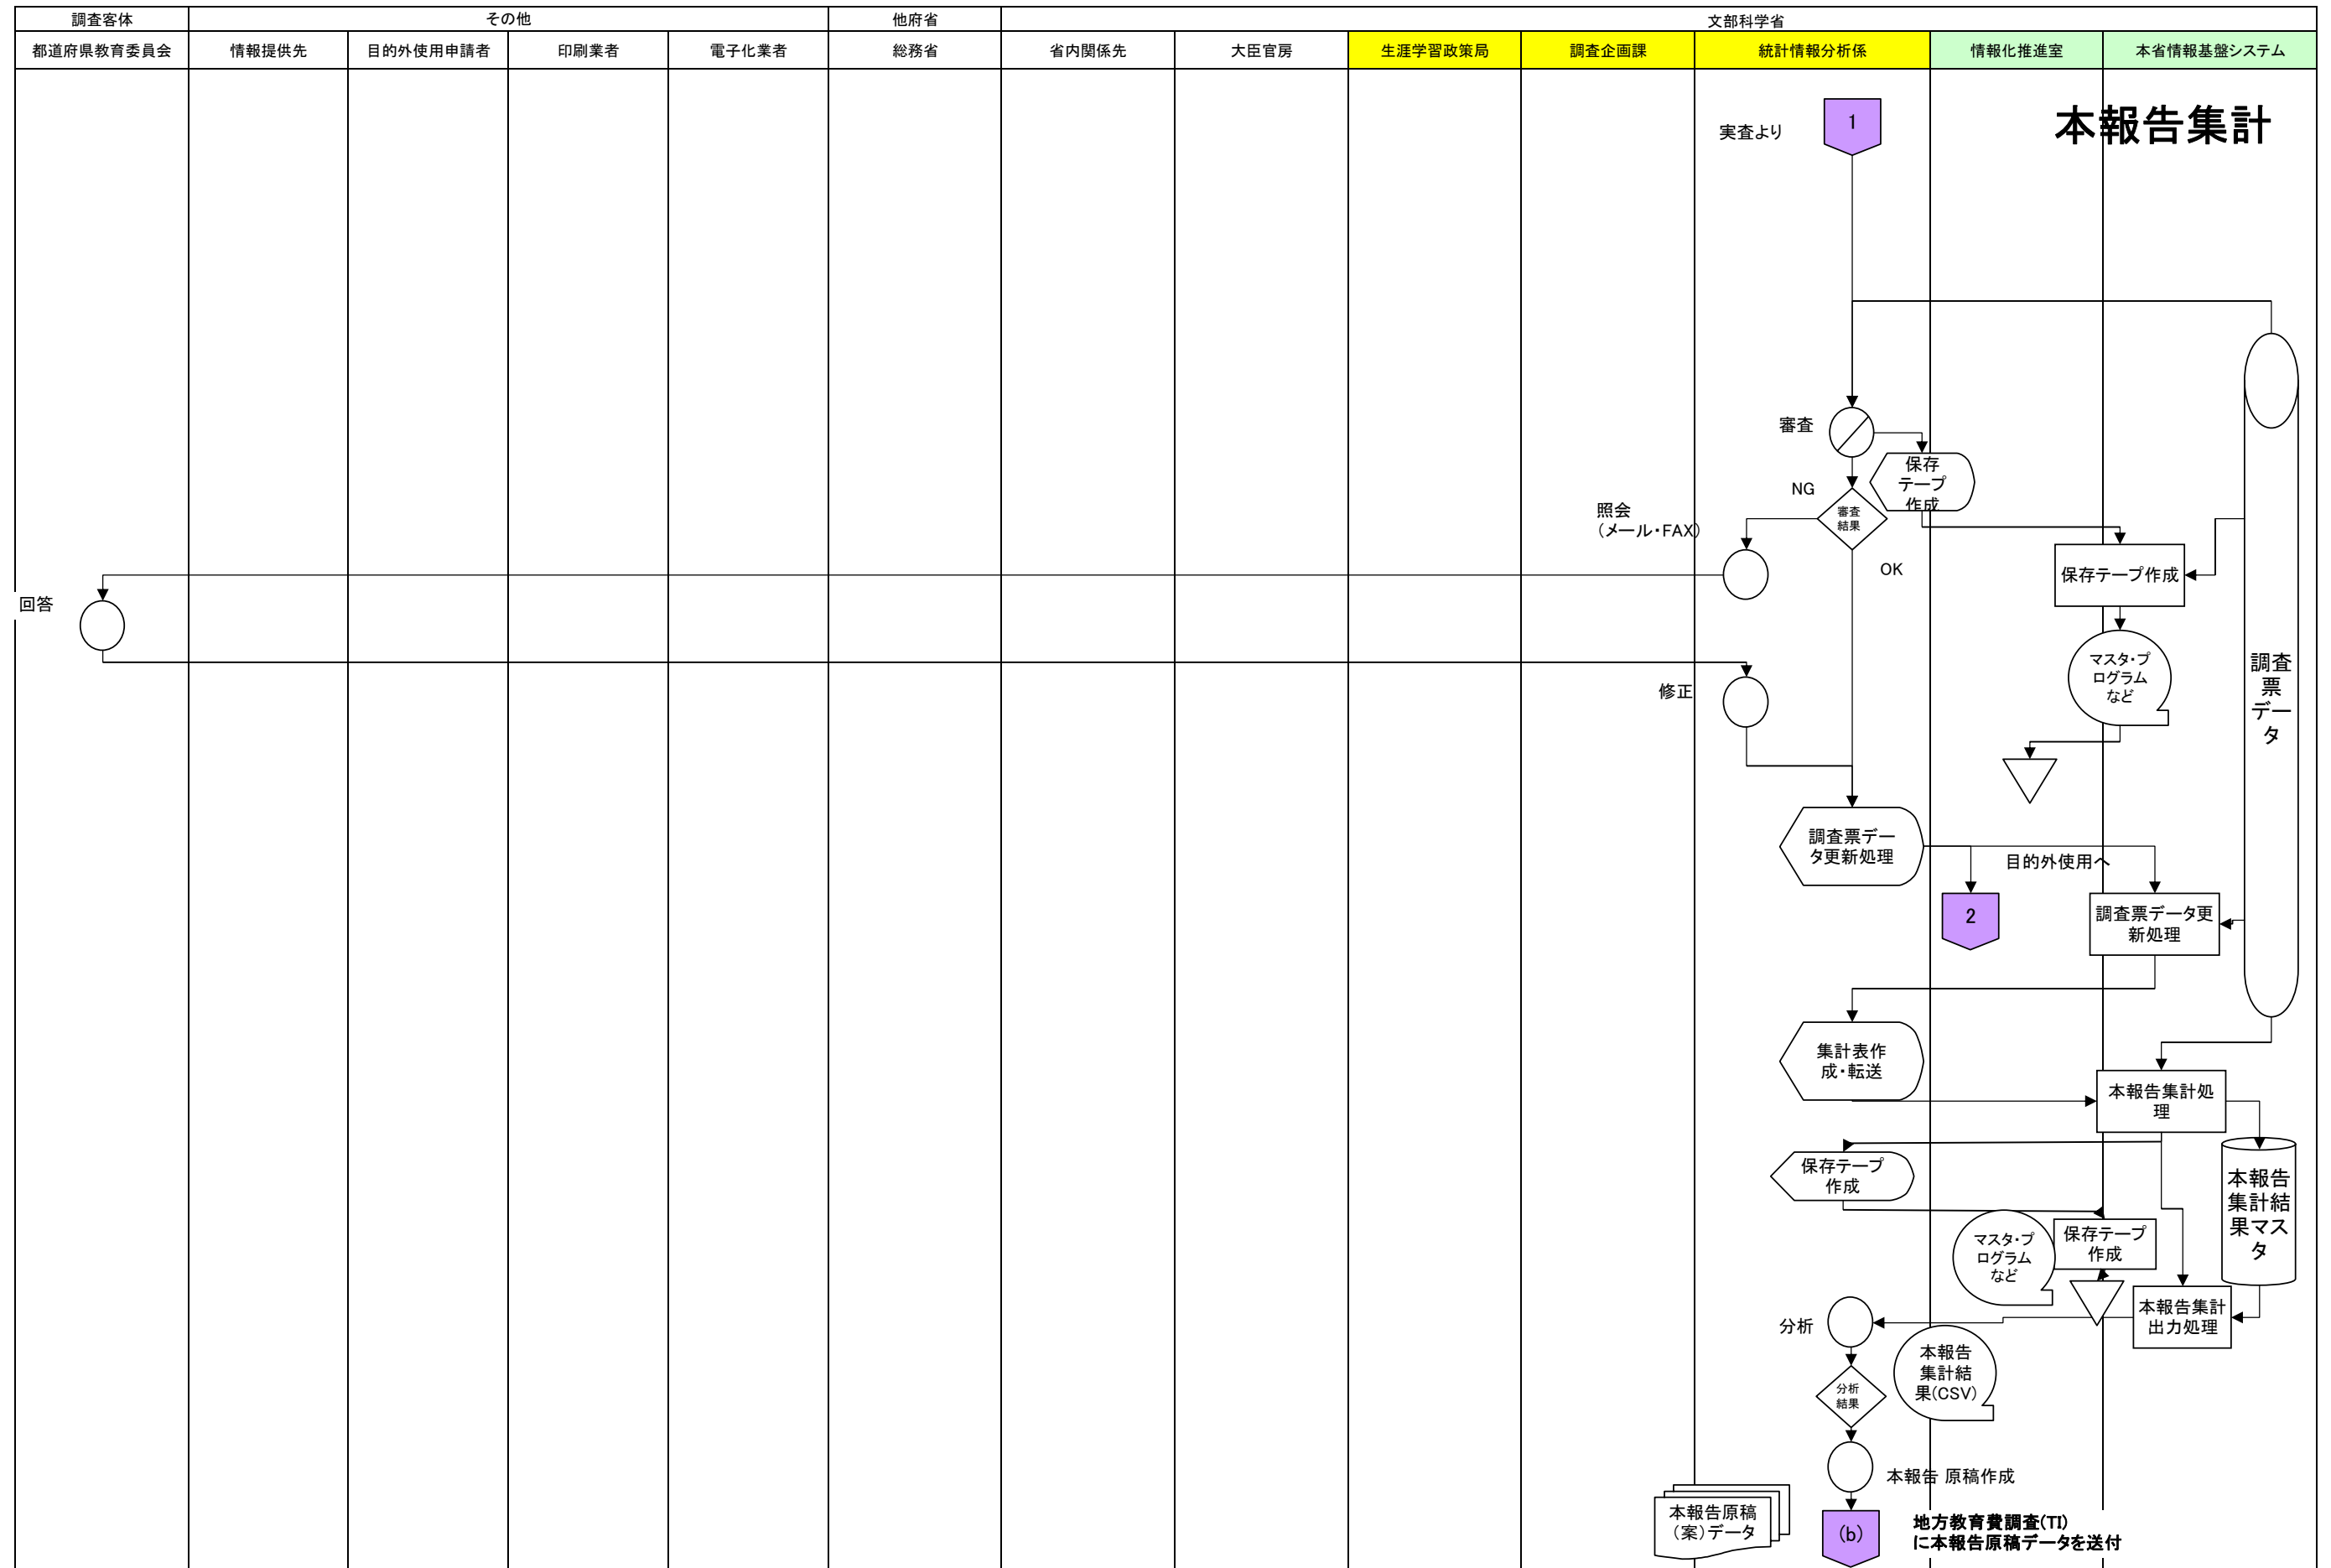 調査客体 その他 他府省 文部科学省
都道府県教育委員会 情報提供先 目的外使用申請者 印刷業者 電子化業者 総務省 省内関係先 大臣官房 生涯学習政策局 調査企画課 統計情報分析係 情報化推進室 本省情報基盤システム
本報告集計
実査より
1
審査
保存
テープ
作成
NG
審査
結果
照会
（メール・FAX）
OK
保存テープ作成
回答
マスタ・プ
ログラム
など
調査
票
デー
タ
修正
調査票デー
タ更新処理
目的外使用へ
2
調査票データ更
新処理
集計表作
成・転送
本報告集計処
理
保存テープ
作成
本報告
集計結
果マス
タ
マスタ・プ
ログラム
など
保存テープ
作成
本報告集計
出力処理
分析
本報告
集計結
果(CSV)
分析
結果
本報告 原稿作成
本報告原稿
（案）データ
(b)
地方教育費調査(TI)
に本報告原稿データを送付